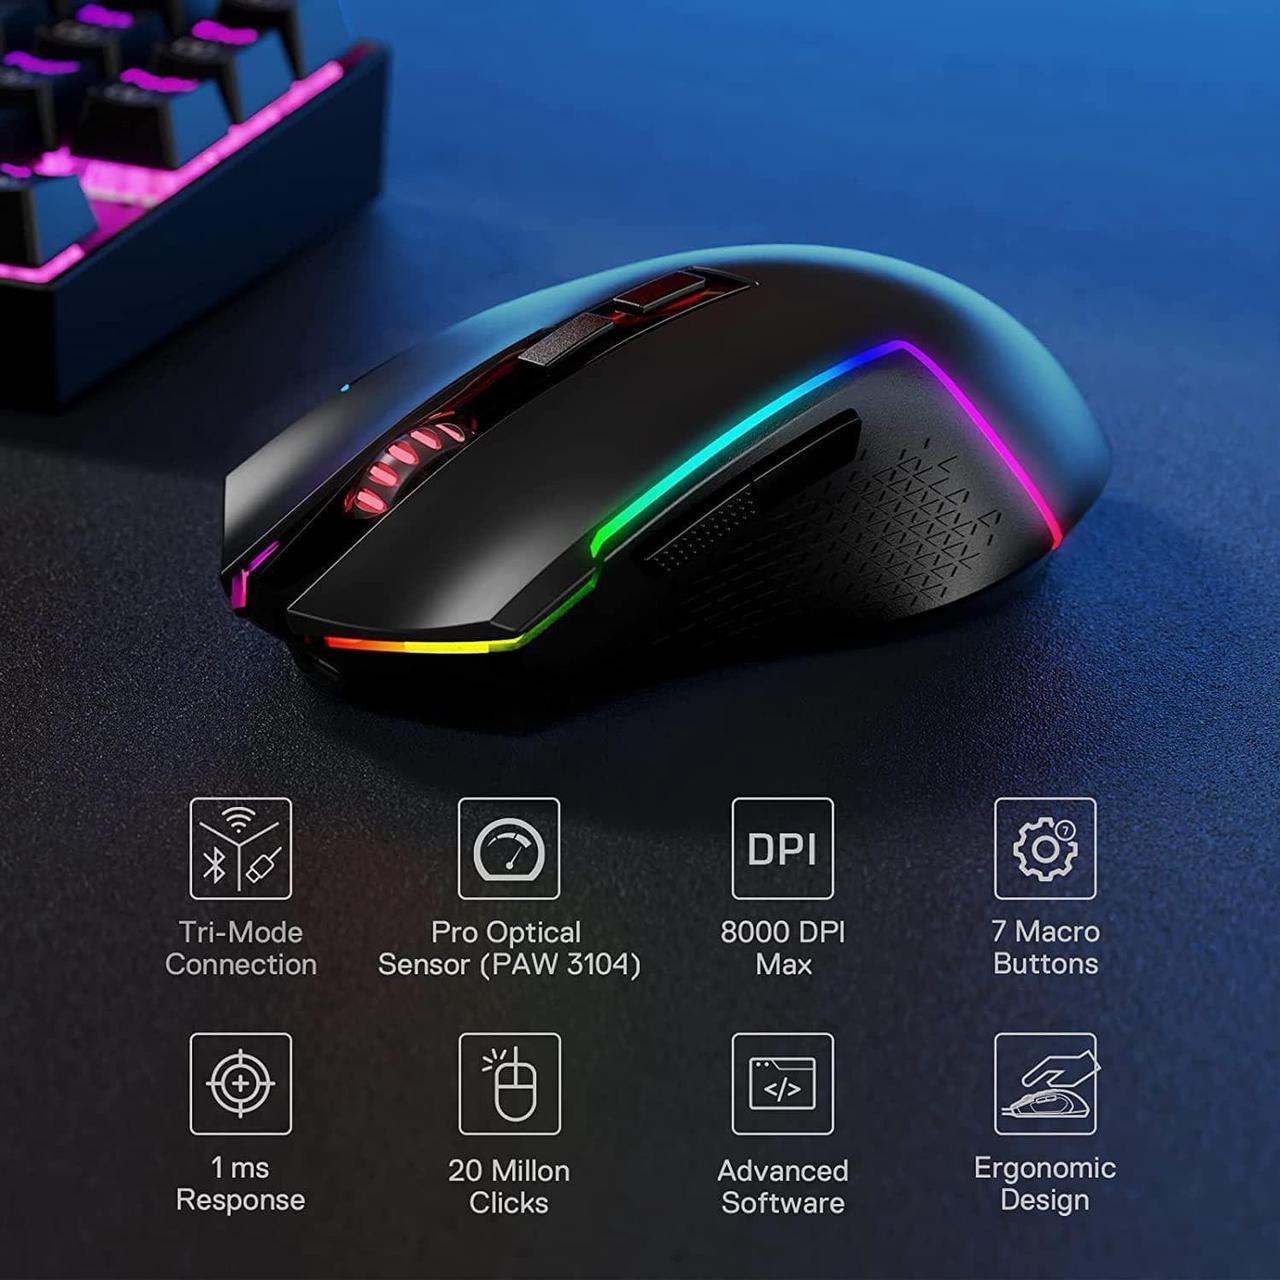 DPI
7
Tri-Mode
Connection
Pro Optical
Sensor (PAW 3104)
8000 DPI
Max
7 Macro
Buttons
</>
1 ms
Response
20 Millon
Clicks
Advanced
Software
Ergonomic
Design